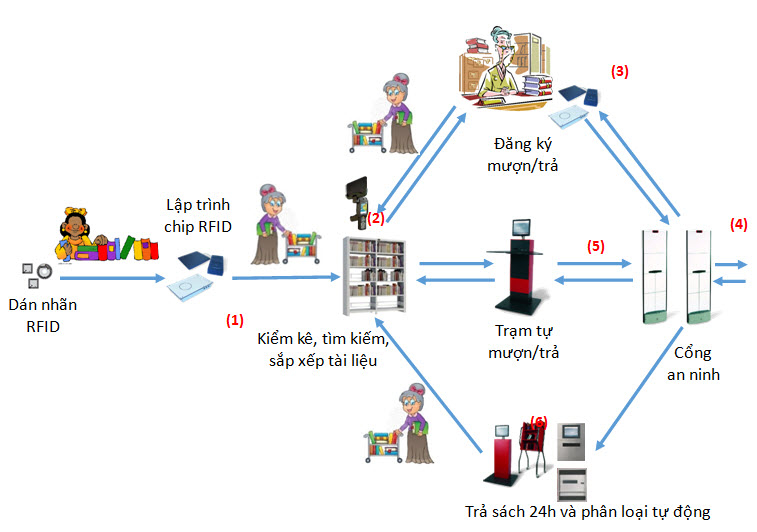 (3)
Đăng ký
mượn/trả
Lập trình
chip RFID
(2)
(4)
(5)
Dán nhãn
RFID
(1)
Kiểm kê, tìm kiếm,
sắp xếp tài liệu
Trạm tự
mượn/trả
Cổng
an ninh
(6)
Trả sách 24h và phân loại tự động